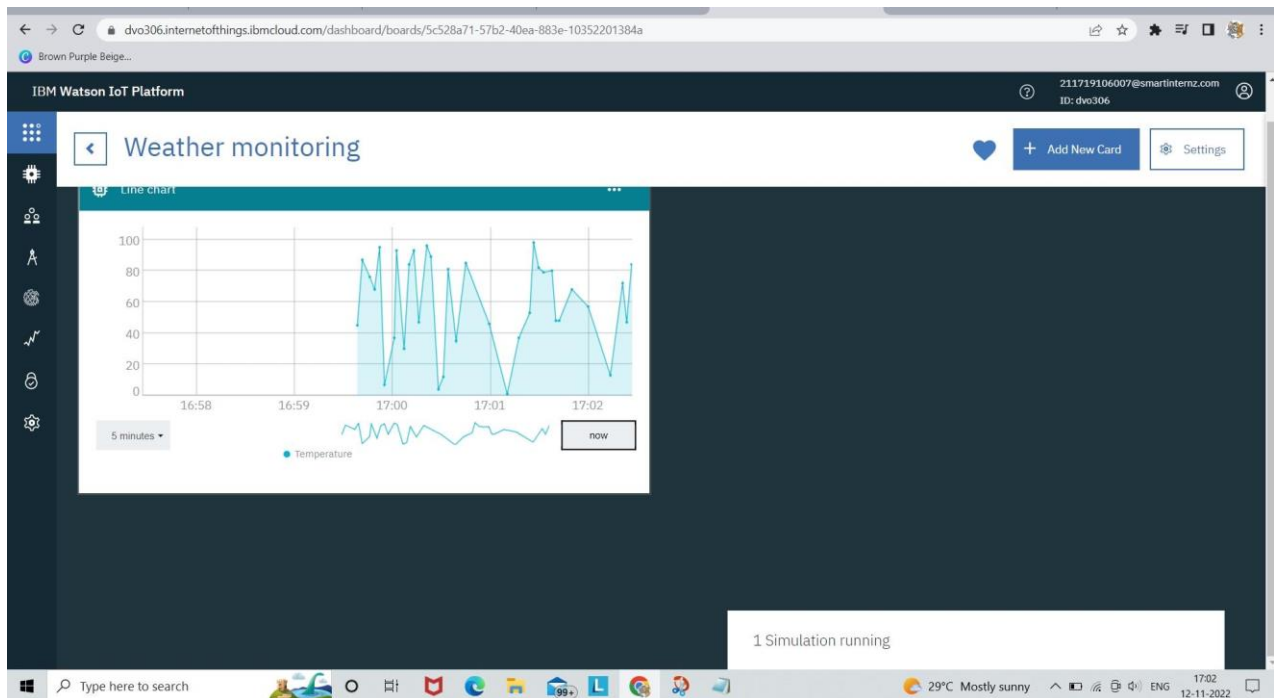 dvo306.internetofthings.ibmcloud.com/dashboard/boards/5c528a71-57b2-40ea-883e-10352201384a
Brown Purple Beige...
IBM Watson IoT Platform
211719106007@smartinternz.com
ID: dvo306
Weather monitoring
+ Add New Card
Settings
Line chart
100
80
60
40
20
0
16:58 16:59 17:00 17:01 17:02
5 minutes
now
Temperature
1 Simulation running
Type here to search
99+
L
29°C Mostly sunny
ENG
17:02
12-11-2022